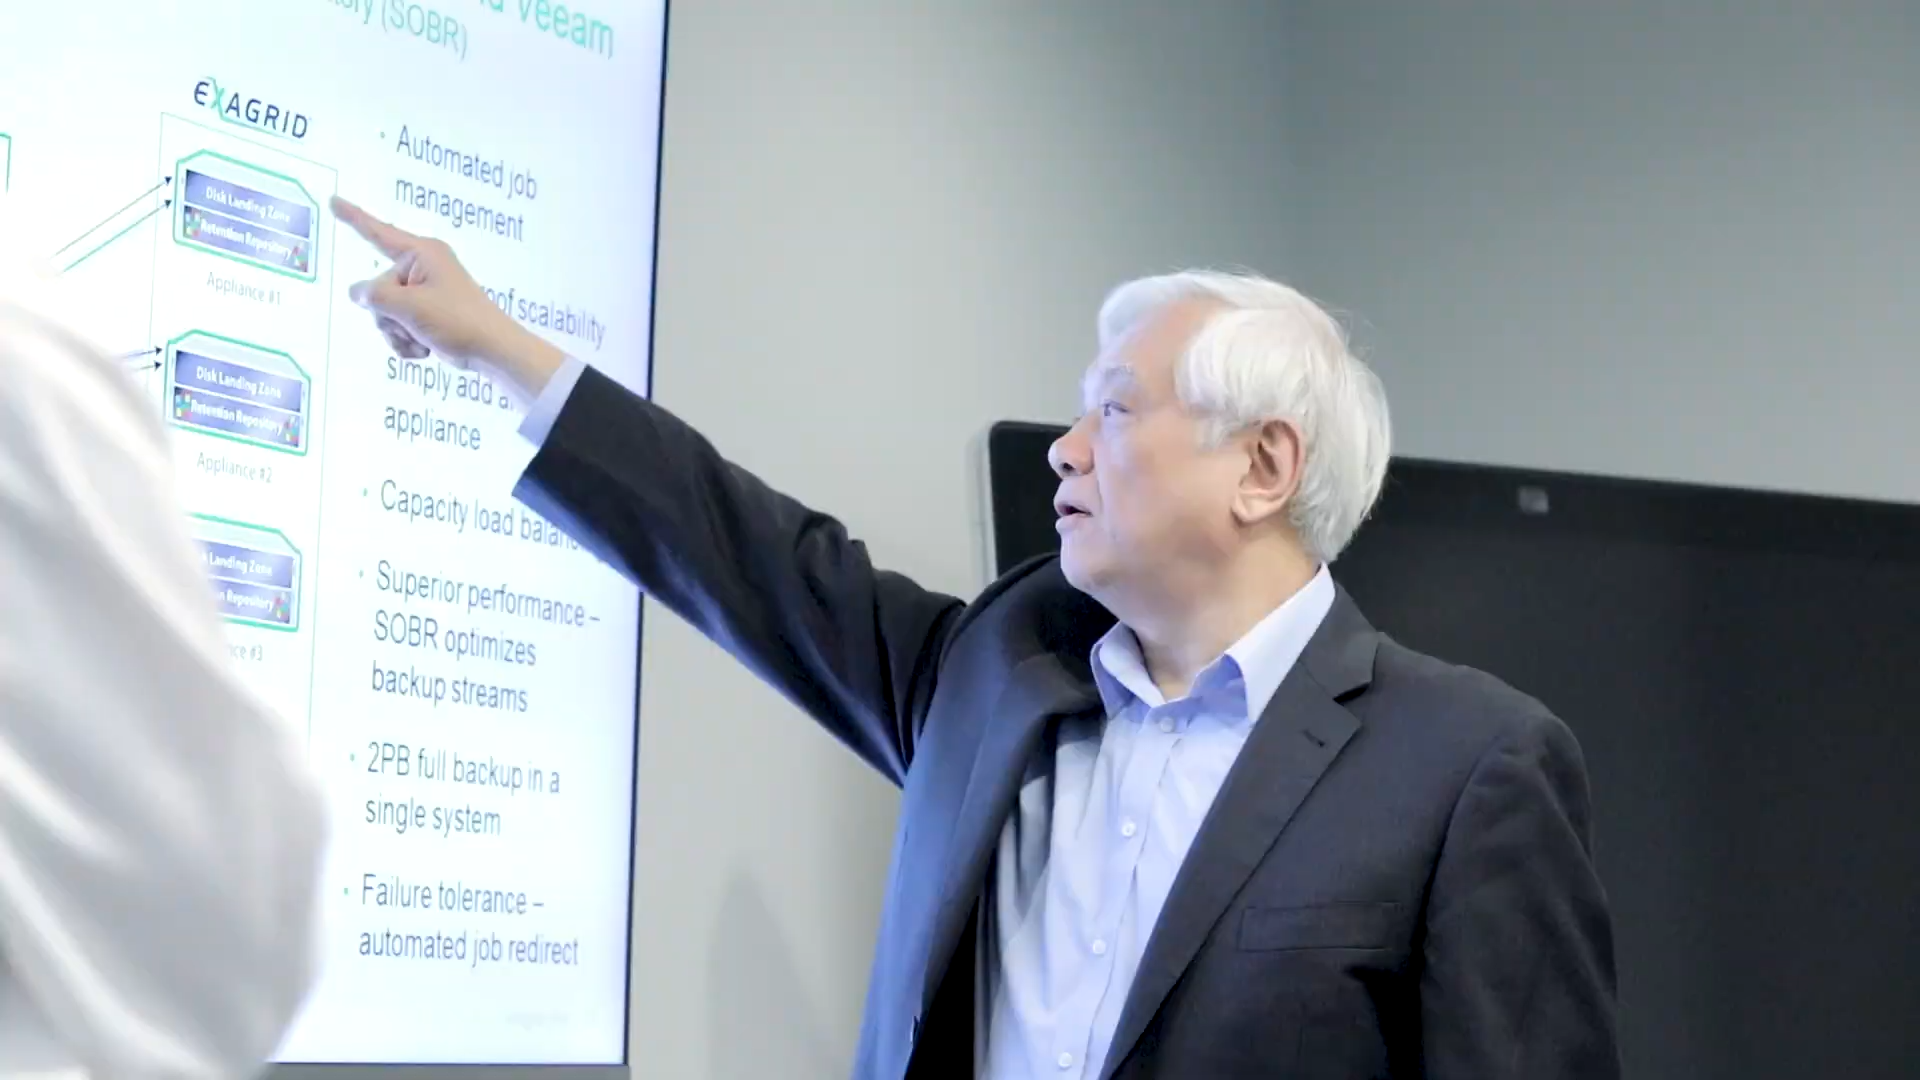 Veeam
(SOBR)
EXAGRID
Disk Landing Zone
Retention Repository
Appliance #1
Disk Landing Zone
Retention Repository
Appliance #2
Landing Zone
Repository
#3
Automated job
management
scalability
simply add
appliance
Capacity load
Superior performance –
SOBR optimizes
backup streams
2PB full backup in a
single system
Failure tolerance –
automated job redirect